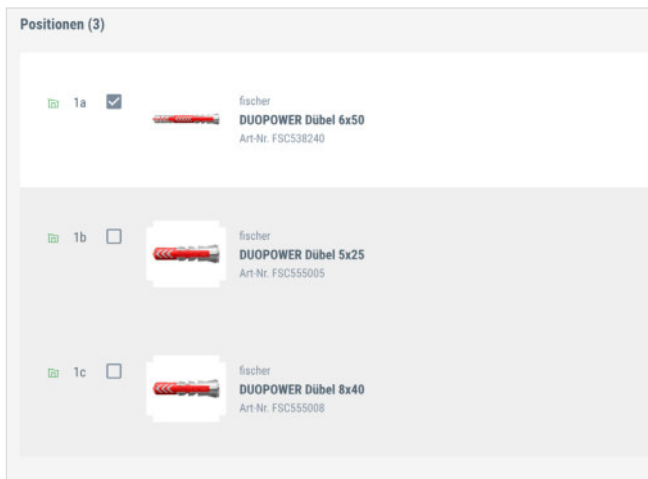 Positionen (3)
1a
fischer
DUOPOWER Dübel 6x50
Art-Nr. FSC538240
1b
fischer
DUOPOWER Dübel 5x25
Art-Nr. FSC555005
1c
fischer
DUOPOWER Dübel 8x40
Art-Nr. FSC555008